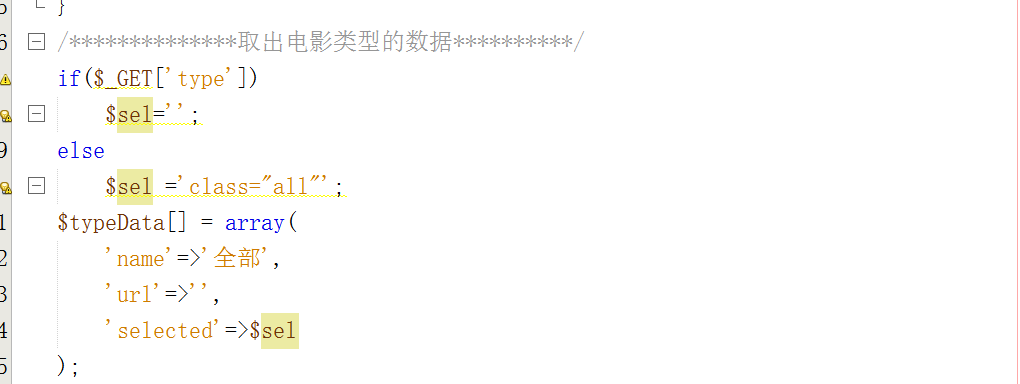 5 }
6 /**************取出电影类型的数据**********/
if($_GET['type'])
$sel='';
9 else
$sel ='class="all"';
1 $typeData[] = array(
2 'name'=>'全部',
3 'url'=>'',
4 'selected'=>$sel
5 );